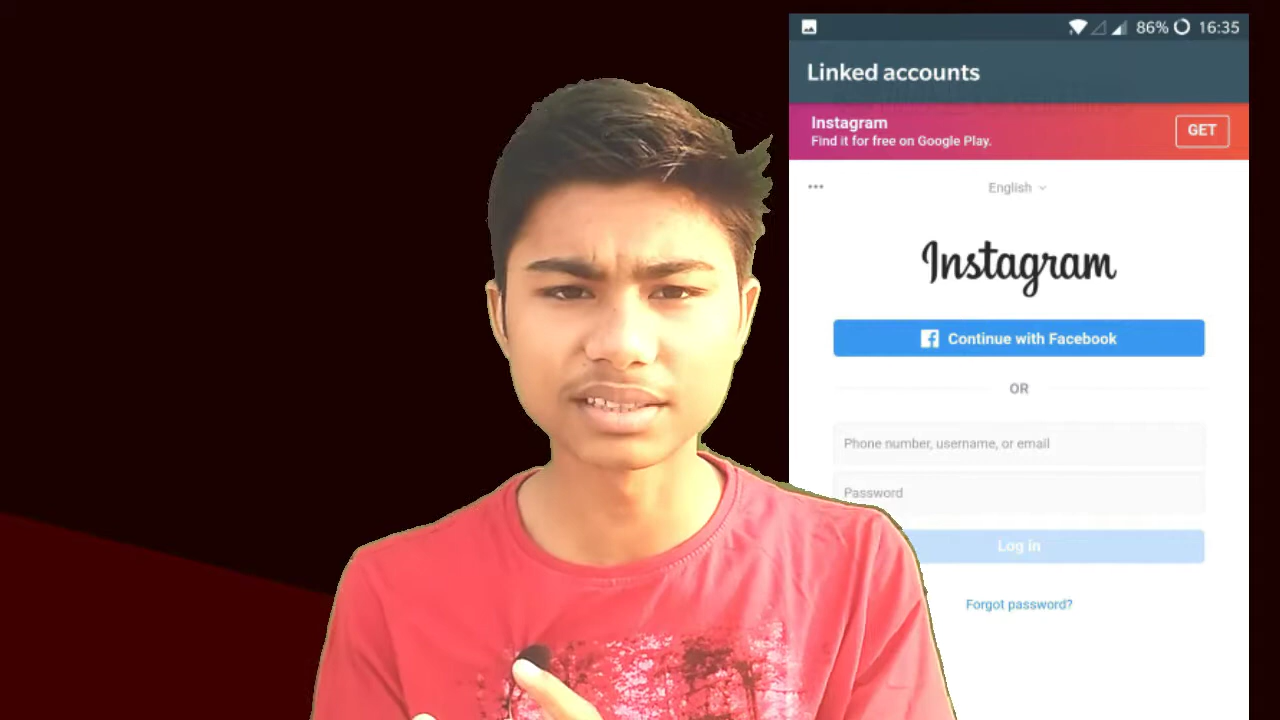 86% 16:35
Linked accounts
Instagram
Find it for free on Google Play.
GET
English
Instagram
Continue with Facebook
OR
Phone number, username, or email
Password
Log in
Forgot password?